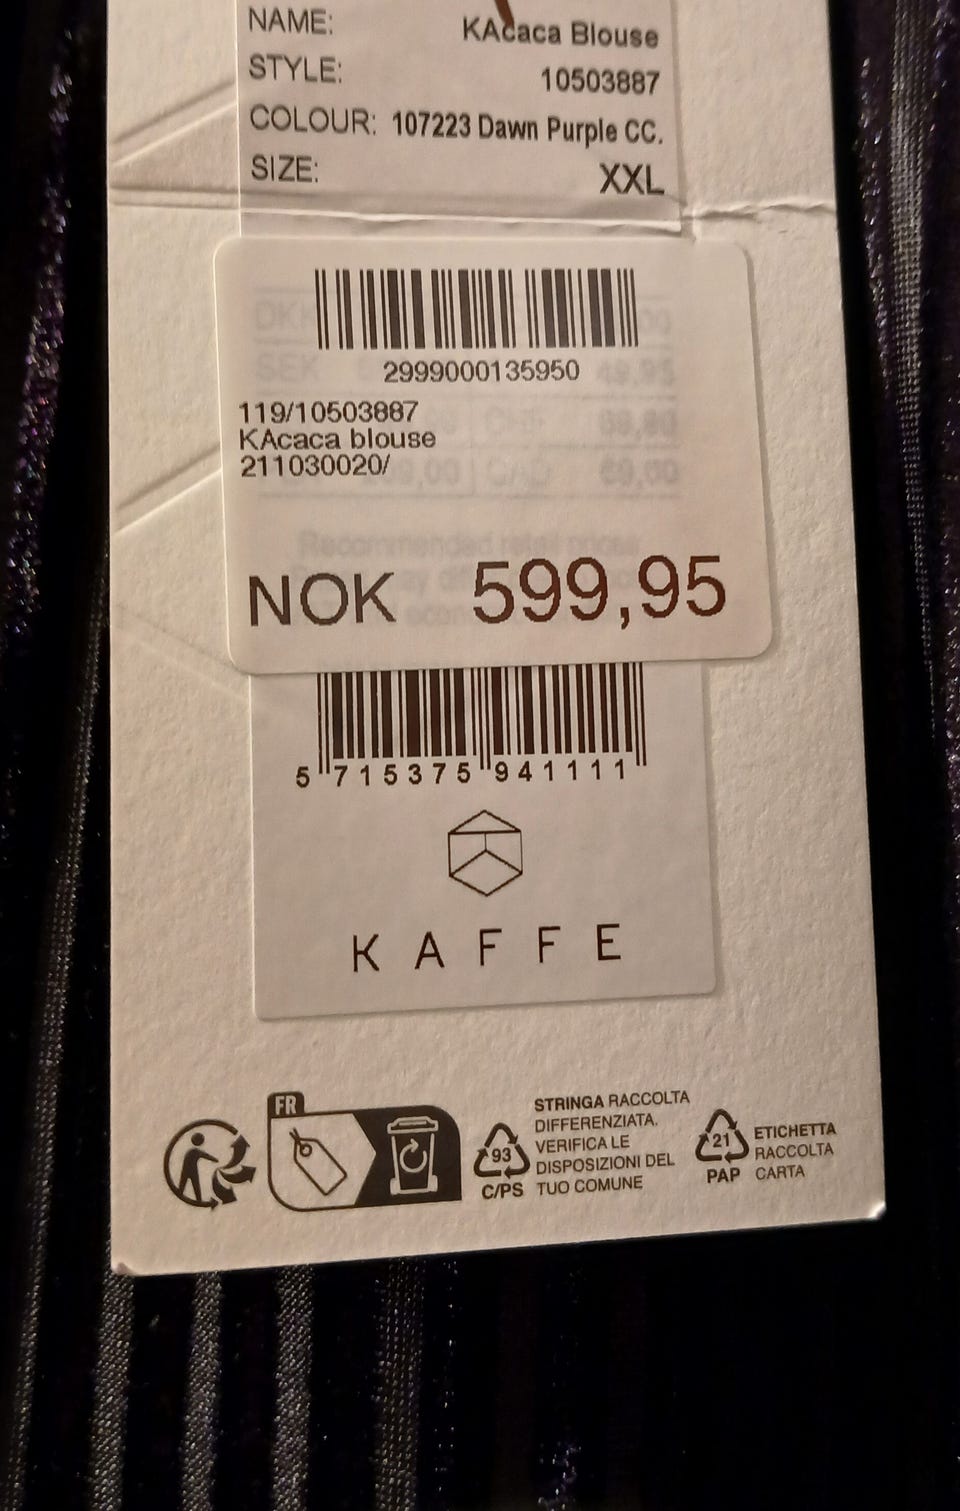 NAME: KAcaca Blouse
STYLE: 10503887
COLOUR: 107223 Dawn Purple CC.
SIZE: XXL
2999000135950
119/10503887
KAcaca blouse
211030020/
NOK 599,95
5 715375 941111
KAFFE
FR
93
C/PS
STRINGA RACCOLTA
DIFFERENZIATA.
VERIFICA LE
DISPOSIZIONI DEL
TUO COMUNE
21
PAP
ETICHETTA
RACCOLTA
CARTA